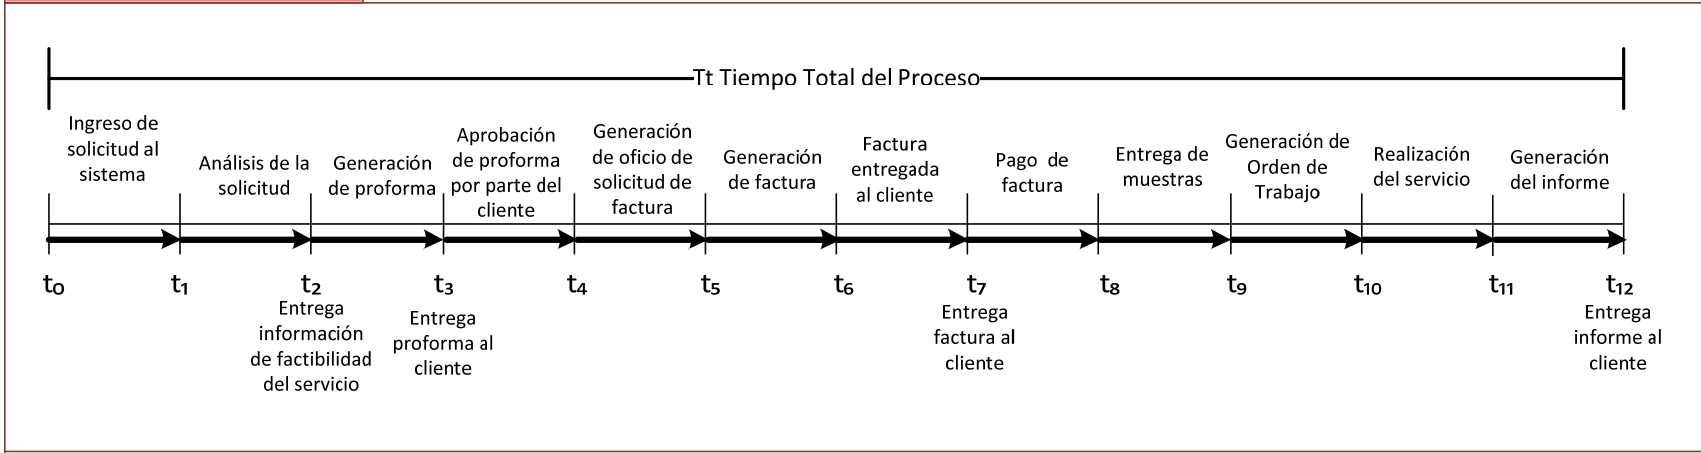 Tt Tiempo Total del Proceso
Ingreso de
solicitud al
sistema
Análisis de la
solicitud
Generación
de proforma
Aprobación
de proforma
por parte del
cliente
Generación
de oficio de
solicitud de
factura
Generación
de factura
Factura
entregada
al cliente
Pago de
factura
Entrega de
muestras
Generación de
Orden de
Trabajo
Realización
del servicio
Generación
del informe
t0
t1
t2
t3
t4
t5
t6
t7
t8
t9
t10
t11
t12
Entrega
información
de factibilidad
del servicio
Entrega
proforma al
cliente
Entrega
factura al
cliente
Entrega
informe al
cliente